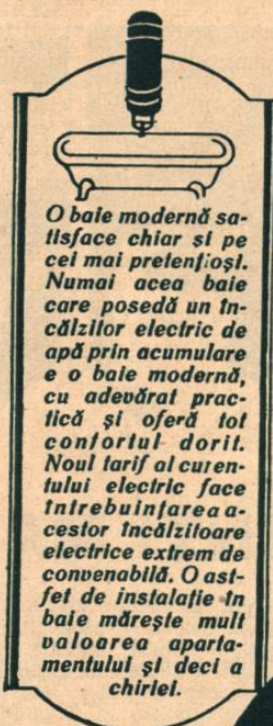 O baie modernă sa-
tisface chiar și pe
cei mai pretențioși.
Numai acea baie
care posedă un în-
călzitor electric de
apă prin acumulare
e o baie modernă,
cu adevărat prac-
tică și oferă tot
confortul dorit.
Noul tarif al curen-
tului electric face
întrebuințarea a-
cestor încălzitoare
electrice extrem de
convenabilă. O ast-
fet de instalație în
baie mărește mult
valoarea aparta-
mentului și deci a
chiriei.